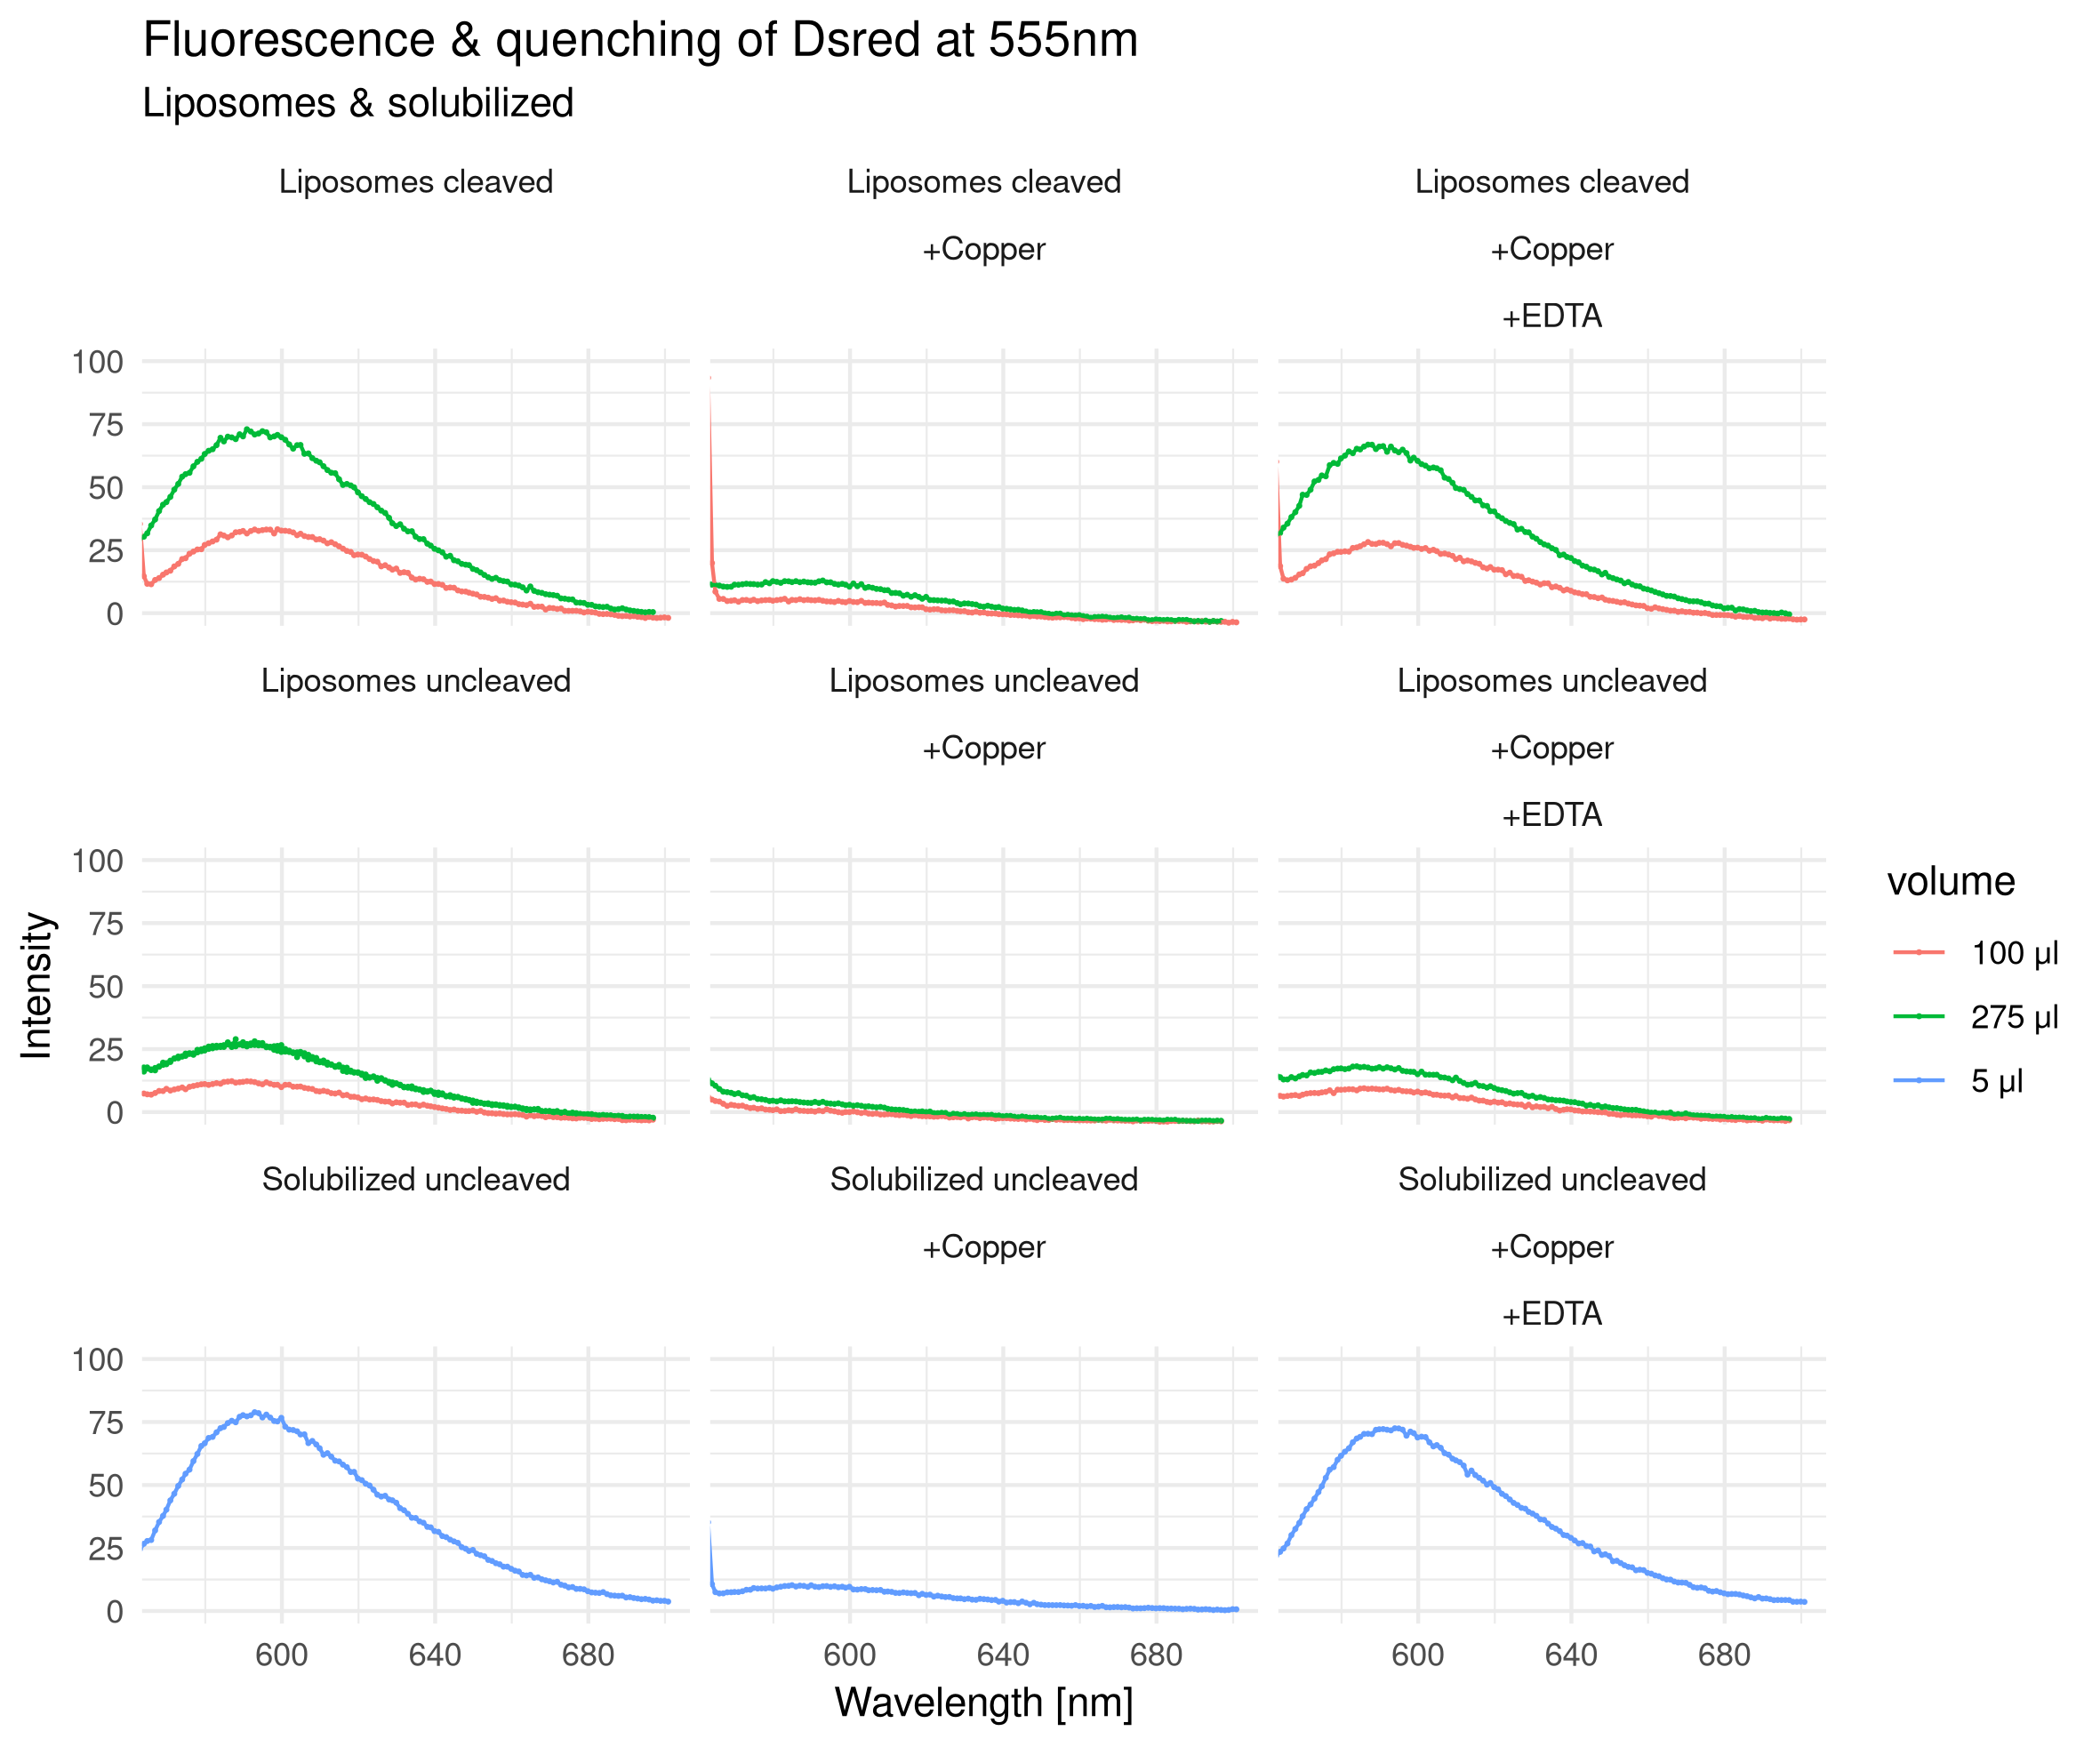 Fluorescence & quenching of Dsred at 555nm
Liposomes & solubilized
Liposomes cleaved
Liposomes cleaved
+Copper
Liposomes cleaved
+Copper
+EDTA
100
75
50
25
0
Liposomes uncleaved
Liposomes uncleaved
+Copper
Liposomes uncleaved
+Copper
+EDTA
100
75
50
25
0
Intensity
Solubilized uncleaved
Solubilized uncleaved
+Copper
Solubilized uncleaved
+Copper
+EDTA
100
75
50
25
0
600 640 680
600 640 680
600 640 680
Wavelength [nm]
volume
100 µl
275 µl
5 µl